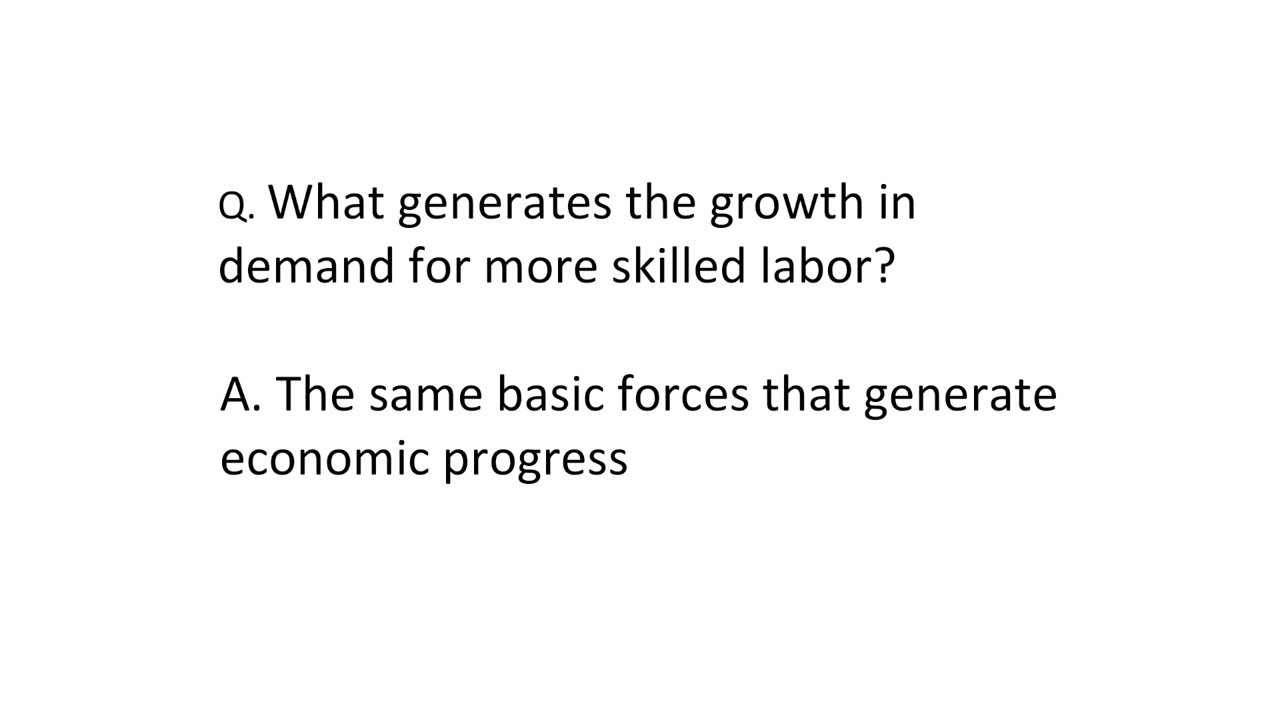 Q. What generates the growth in
demand for more skilled labor?
A. The same basic forces that generate
economic progress